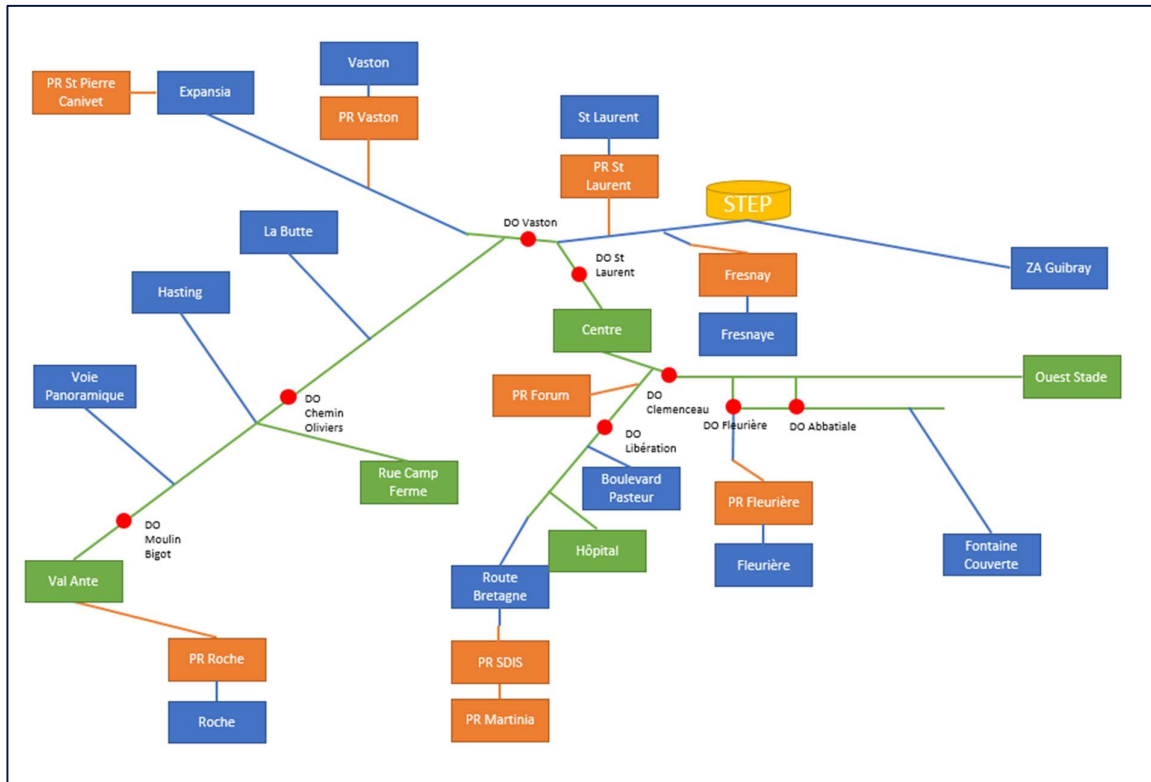 PR St Pierre
Canivet
Expansia
Vaston
PR Vaston
St Laurent
PR St
Laurent
STEP
DO Vaston
La Butte
DO St
Laurent
ZA Guibray
Fresnay
Hasting
Centre
Fresnaye
Voie
Panoramique
Ouest Stade
PR Forum
DO
Chemin
Oliviers
DO
Clemenceau
DO Fleurière
DO Abbatiale
DO
Libération
Rue Camp
Ferme
Boulevard
Pasteur
PR Fleurière
DO
Moulin
Bigot
Hôpital
Fontaine
Couverte
Fleurière
Val Ante
Route
Bretagne
PR Roche
PR SDIS
Roche
PR Martinia